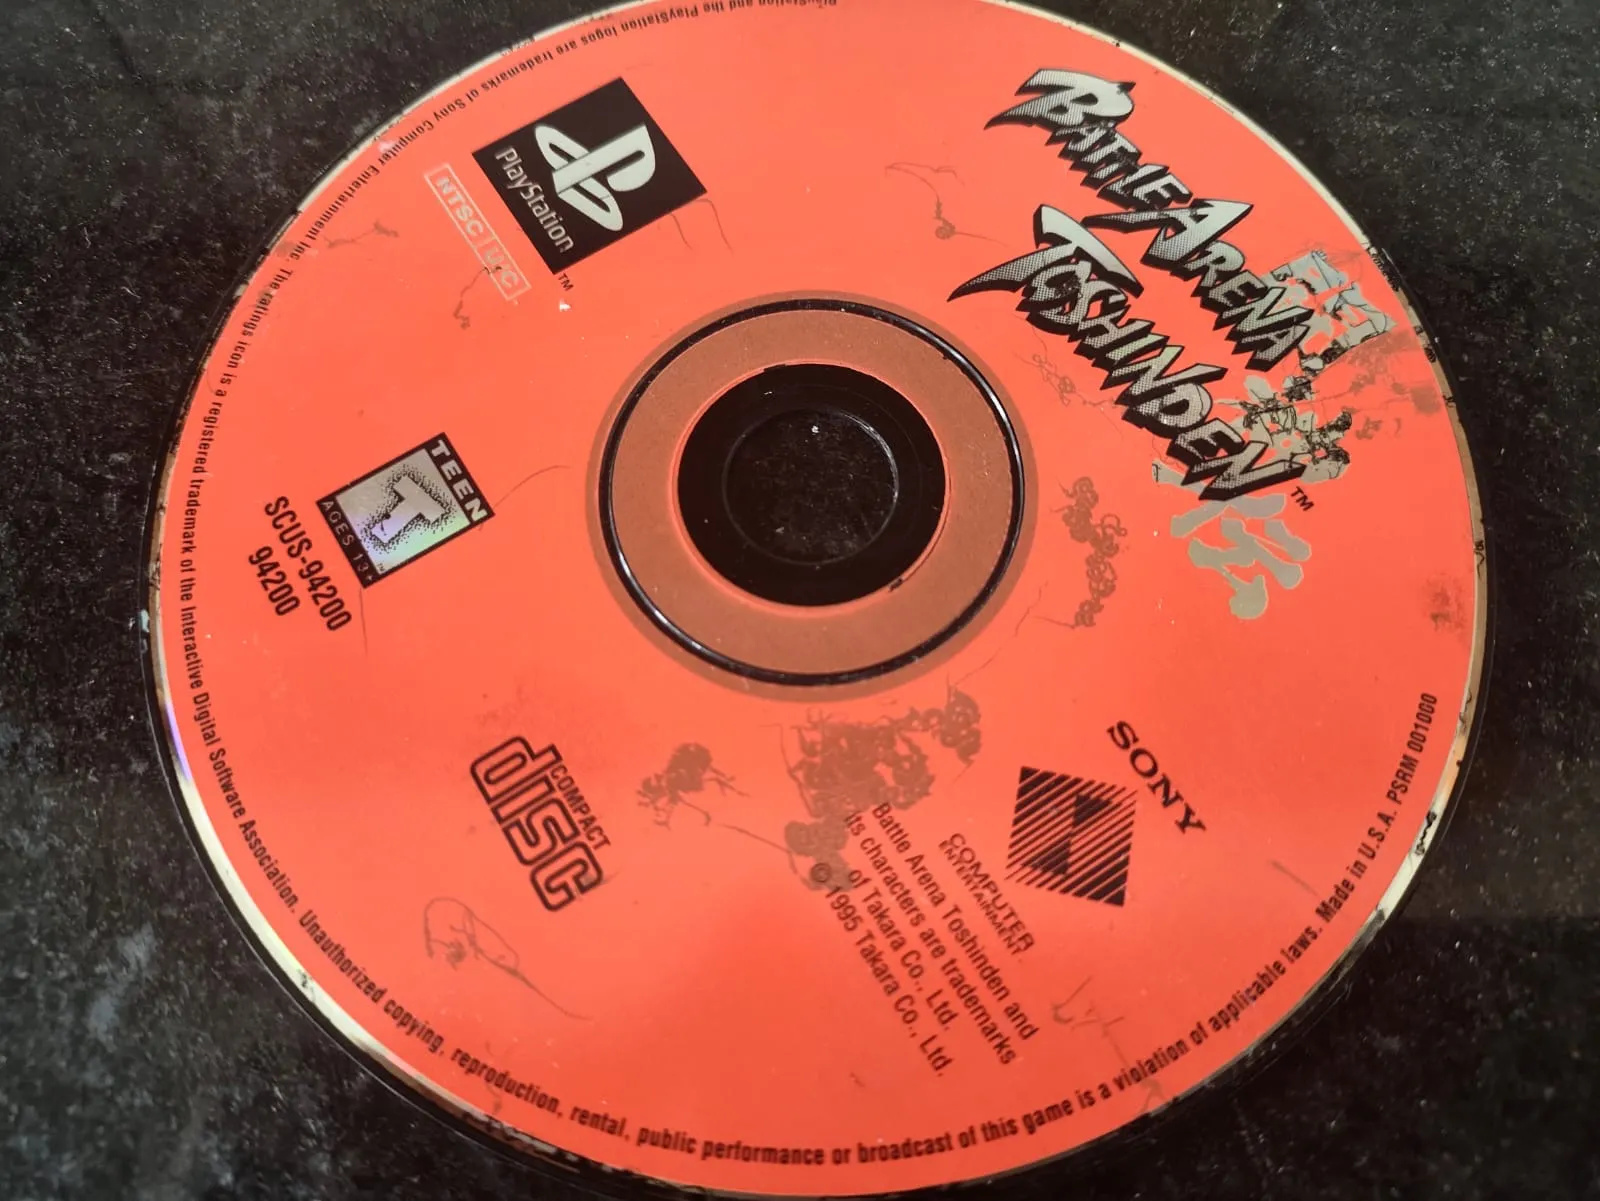 BATTLE ARENA
TOSHINDEN™
PlayStation
™
NTSC U/C
TEEN
T
AGES 13+
SCUS-94200
94200
COMPACT
disc
SONY
COMPUTER
ENTERTAINMENT
Battle Arena Toshinden and
its characters are trademarks
of Takara Co., Ltd.
©1995 Takara Co., Ltd.
PlayStation and the PlayStation logos are trademarks of Sony Computer Entertainment Inc. The ratings icon is a registered trademark of the Interactive Digital Software Association. Unauthorized copying, reproduction, rental, public performance or broadcast of this game is a violation of applicable laws. Made in U.S.A. PSRM 001000